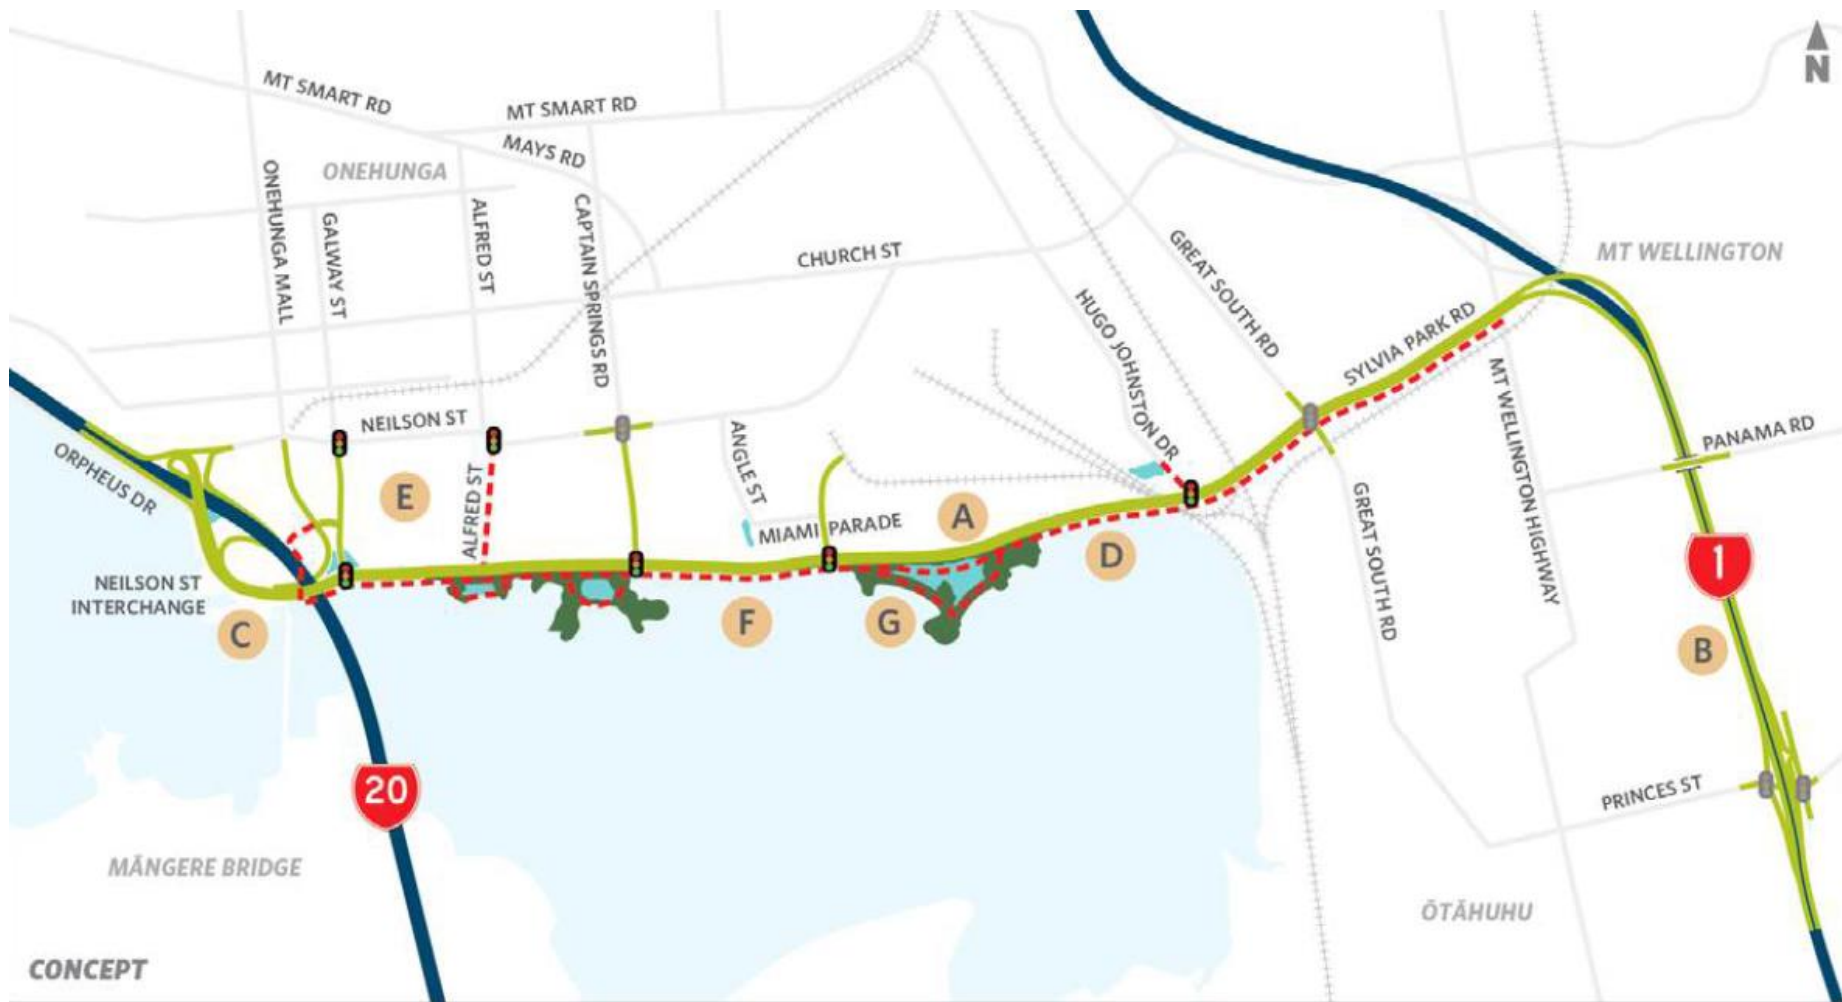 N
MT SMART RD
MT SMART RD
MAYS RD
ONEHUNGA
ONEHUNGA MALL
GALWAY ST
ALFRED ST
CAPTAIN SPRINGS RD
CHURCH ST
GREAT SOUTH RD
MT WELLINGTON
HUGO JOHNSTON DR
SYLVIA PARK RD
MT WELLINGTON HIGHWAY
NEILSON ST
ANGLE ST
PANAMA RD
ORPHEUS DR
E
ALFRED ST
A
MIAMI PARADE
GREAT SOUTH RD
D
1
NEILSON ST
INTERCHANGE
C
F
G
B
20
PRINCES ST
MĀNGERE BRIDGE
ŌTĀHUHU
CONCEPT